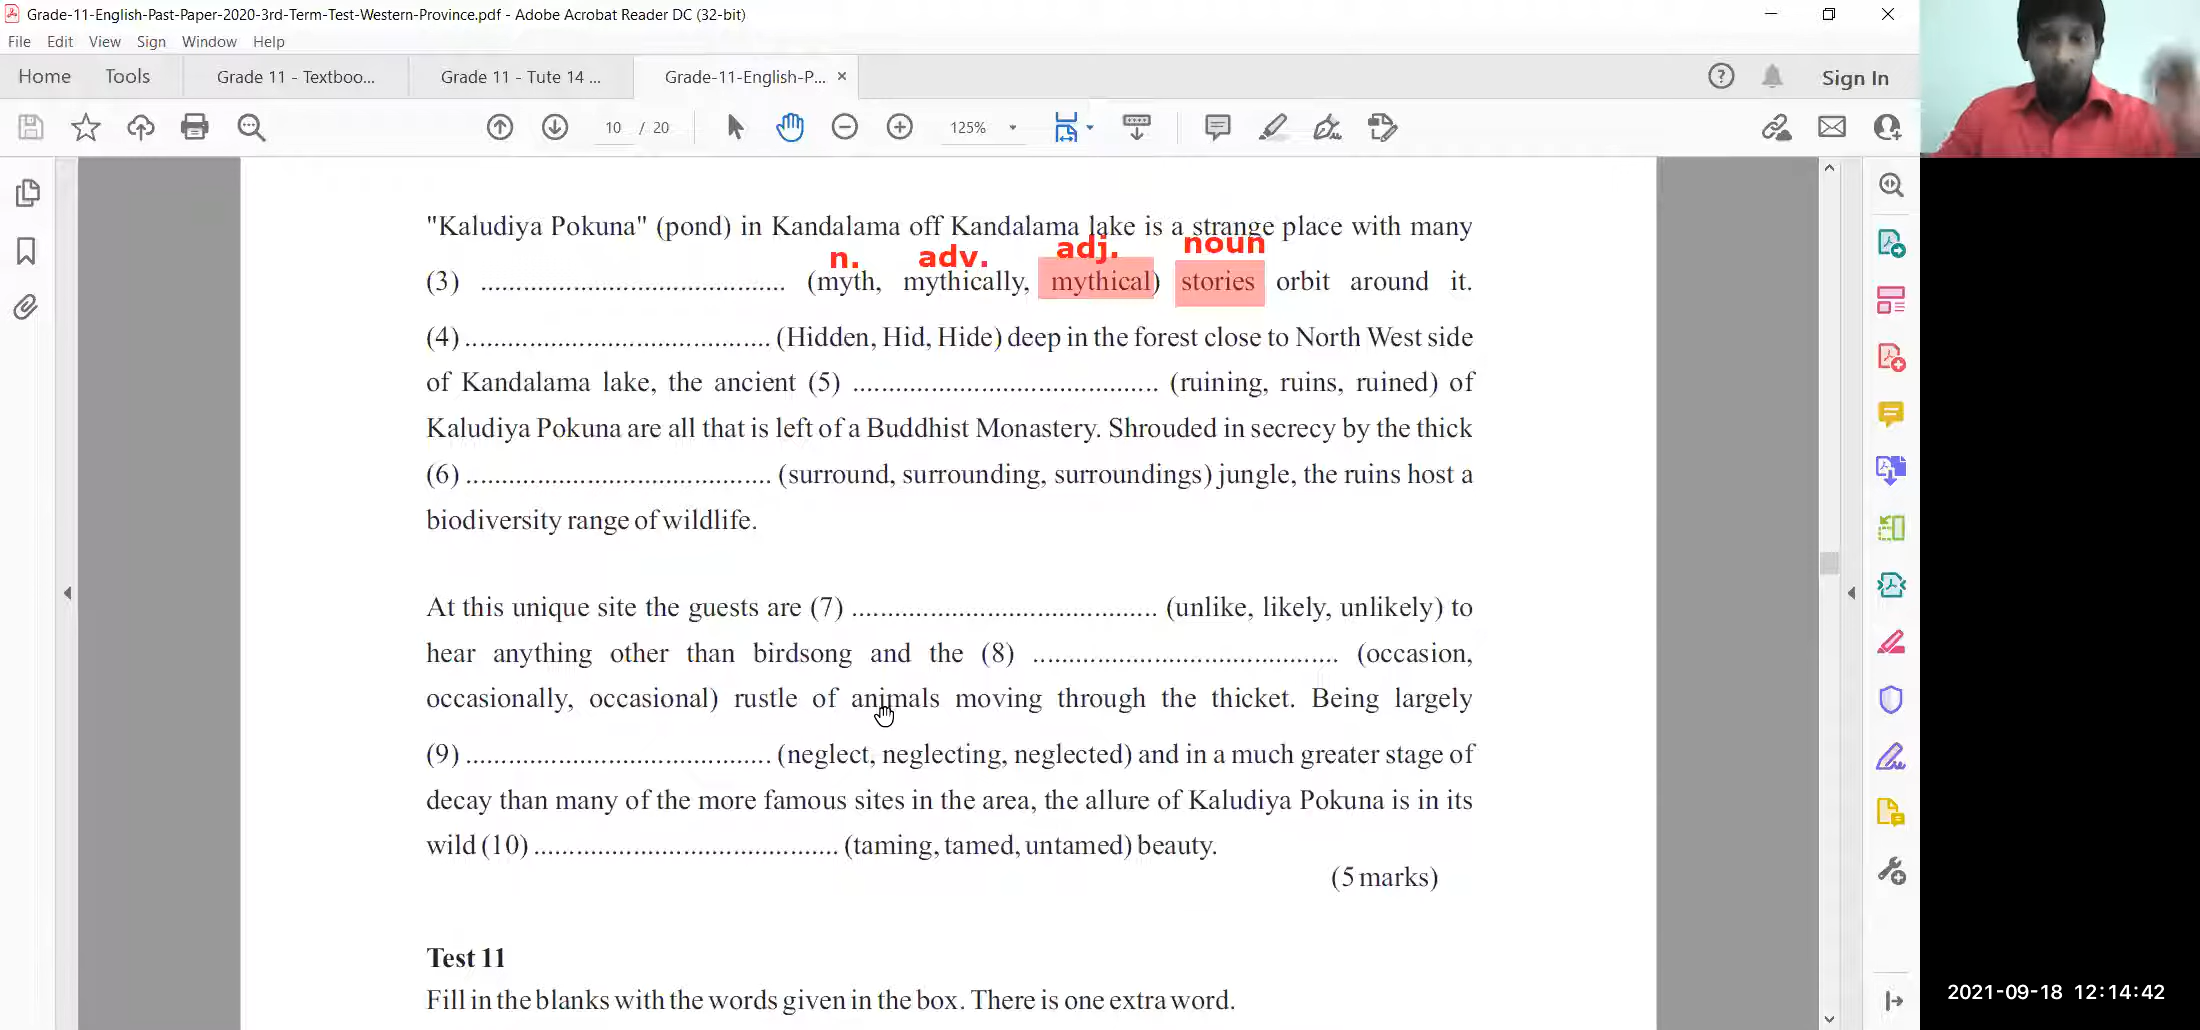 Grade-11-English-Past-Paper-2020-3rd-Term-Test-Western-Province.pdf - Adobe Acrobat Reader DC (32-bit)
File Edit View Sign Window Help
Home Tools Grade 11 - Textboo... Grade 11 - Tute 14 ... Grade-11-English-P... × Sign In
10 / 20 125%
"Kaludiya Pokuna" (pond) in Kandalama off Kandalama lake is a strange place with many
n. adv. adj. noun
(3) .......................................... (myth, mythically, mythical) stories orbit around it.
(4) .......................................... (Hidden, Hid, Hide) deep in the forest close to North West side
of Kandalama lake, the ancient (5) .......................................... (ruining, ruins, ruined) of
Kaludiya Pokuna are all that is left of a Buddhist Monastery. Shrouded in secrecy by the thick
(6) .......................................... (surround, surrounding, surroundings) jungle, the ruins host a
biodiversity range of wildlife.
At this unique site the guests are (7) .......................................... (unlike, likely, unlikely) to
hear anything other than birdsong and the (8) .......................................... (occasion,
occasionally, occasional) rustle of animals moving through the thicket. Being largely
(9) .......................................... (neglect, neglecting, neglected) and in a much greater stage of
decay than many of the more famous sites in the area, the allure of Kaludiya Pokuna is in its
wild (10) .......................................... (taming, tamed, untamed) beauty.
(5 marks)
Test 11
Fill in the blanks with the words given in the box. There is one extra word.
2021-09-18 12:14:42